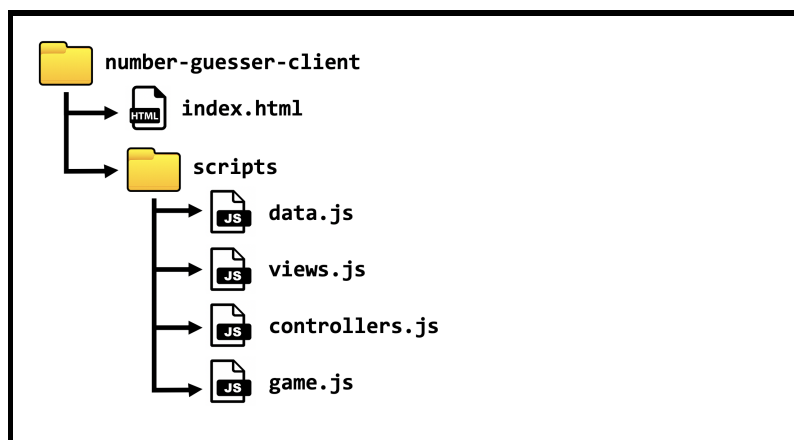 number-guesser-client
HTML index.html
scripts
JS data.js
JS views.js
JS controllers.js
JS game.js